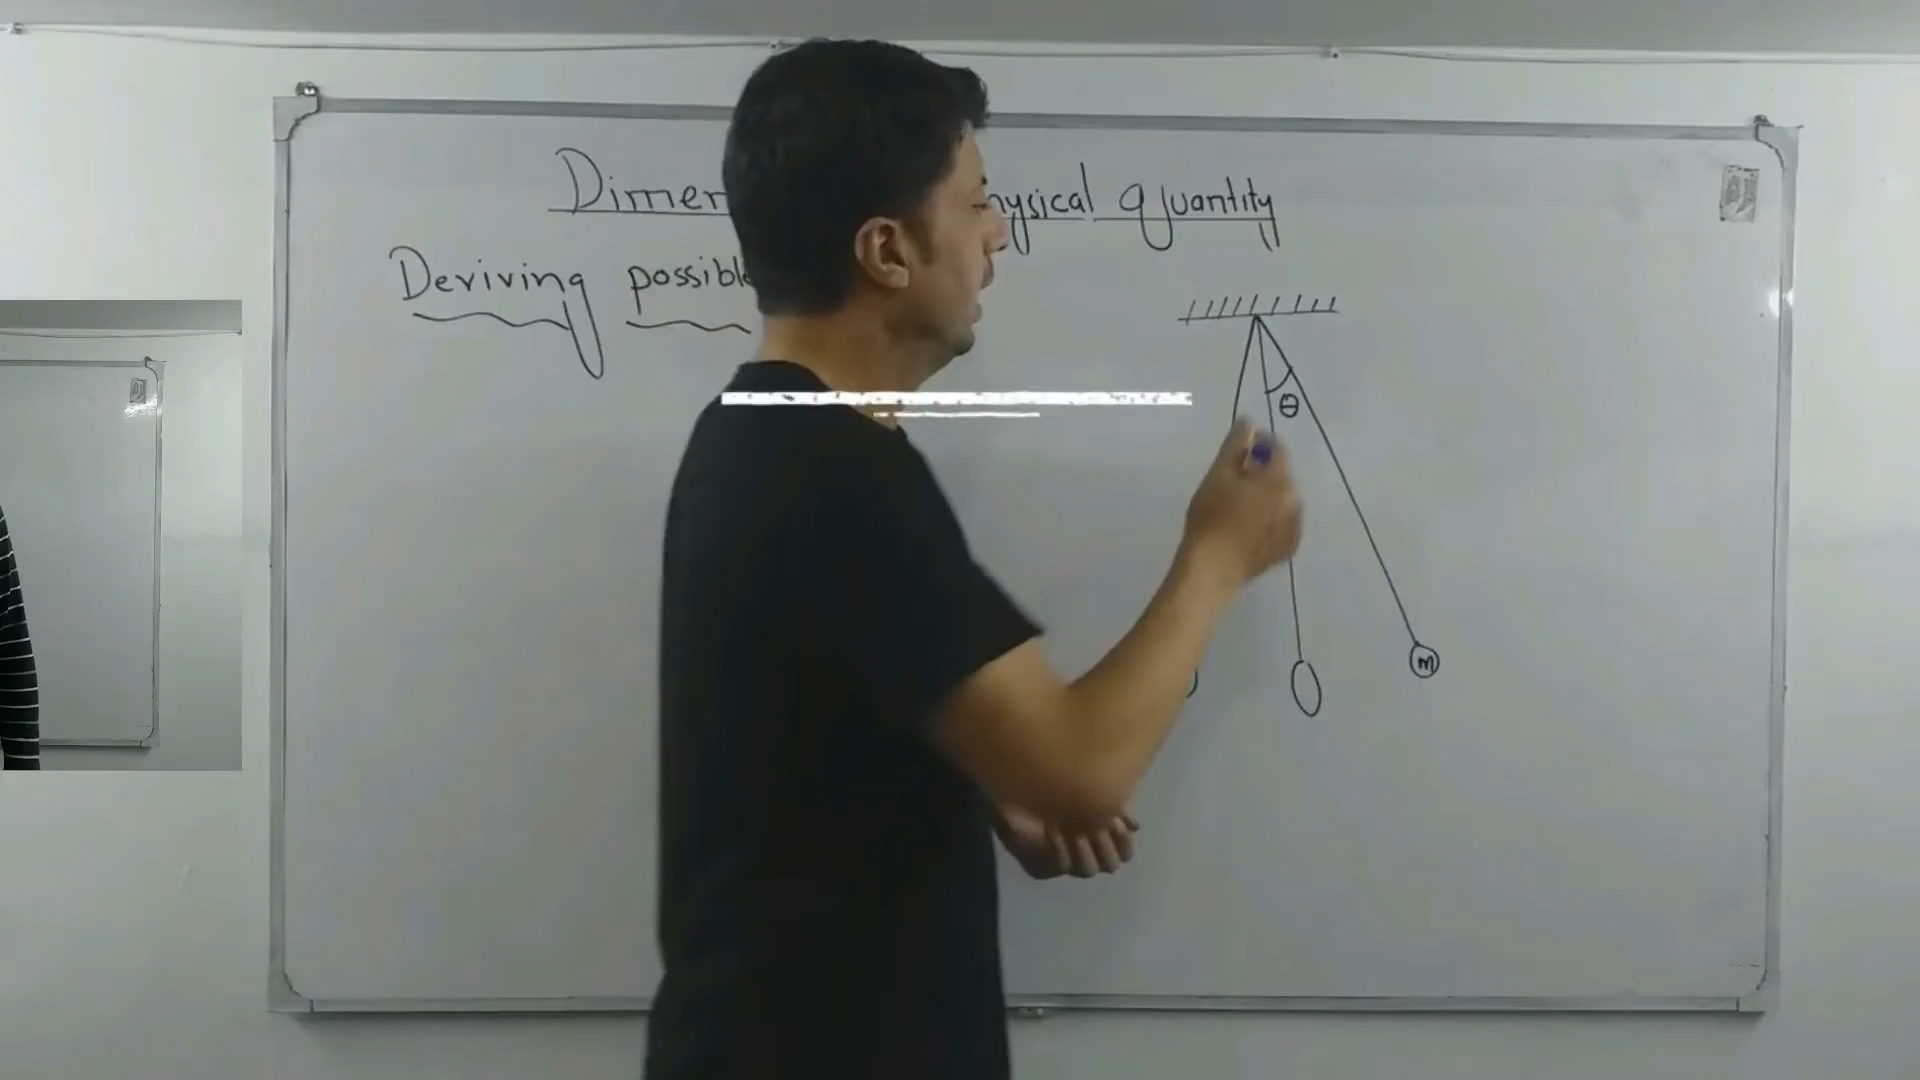 Dimen hysical quantity
Deriving possible
θ
m